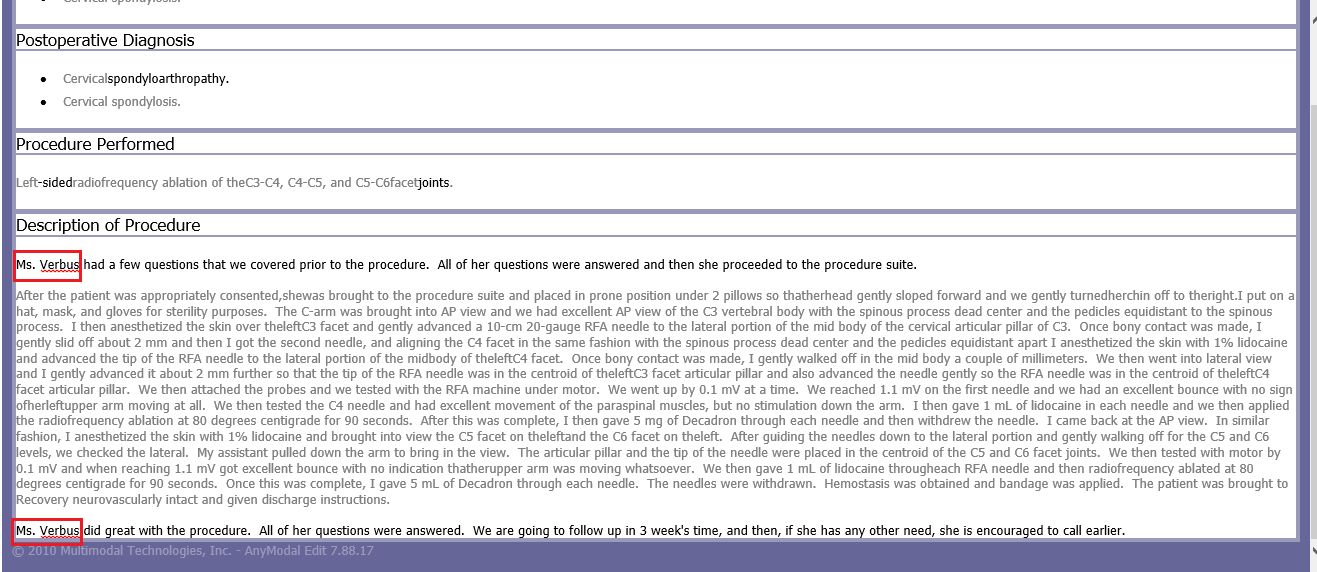 Cervical spondylosis.
Postoperative Diagnosis
• Cervicalspondyloarthropathy.
• Cervical spondylosis.
Procedure Performed
Left-sidedradiofrequency ablation of theC3-C4, C4-C5, and C5-C6facetjoints.
Description of Procedure
Ms. Verbus had a few questions that we covered prior to the procedure.  All of her questions were answered and then she proceeded to the procedure suite.
After the patient was appropriately consented,shewas brought to the procedure suite and placed in prone position under 2 pillows so thatherhead gently sloped forward and we gently turnedherchin off to theright.I put on a
hat, mask, and gloves for sterility purposes.  The C-arm was brought into AP view and we had excellent AP view of the C3 vertebral body with the spinous process dead center and the pedicles equidistant to the spinous
process.  I then anesthetized the skin over theleftC3 facet and gently advanced a 10-cm 20-gauge RFA needle to the lateral portion of the mid body of the cervical articular pillar of C3.  Once bony contact was made, I
gently slid off about 2 mm and then I got the second needle, and aligning the C4 facet in the same fashion with the spinous process dead center and the pedicles equidistant apart I anesthetized the skin with 1% lidocaine
and advanced the tip of the RFA needle to the lateral portion of the midbody of theleftC4 facet.  Once bony contact was made, I gently walked off in the mid body a couple of millimeters.  We then went into lateral view
and I gently advanced it about 2 mm further so that the tip of the RFA needle was in the centroid of theleftC3 facet articular pillar and also advanced the needle gently so the RFA needle was in the centroid of theleftC4
facet articular pillar.  We then attached the probes and we tested with the RFA machine under motor.  We went up by 0.1 mV at a time.  We reached 1.1 mV on the first needle and we had an excellent bounce with no sign
ofherleftupper arm moving at all.  We then tested the C4 needle and had excellent movement of the paraspinal muscles, but no stimulation down the arm.  I then gave 1 mL of lidocaine in each needle and we then applied
the radiofrequency ablation at 80 degrees centigrade for 90 seconds.  After this was complete, I then gave 5 mg of Decadron through each needle and then withdrew the needle.  I came back at the AP view.  In similar
fashion, I anesthetized the skin with 1% lidocaine and brought into view the C5 facet on theleftand the C6 facet on theleft.  After guiding the needles down to the lateral portion and gently walking off for the C5 and C6
levels, we checked the lateral.  My assistant pulled down the arm to bring in the view.  The articular pillar and the tip of the needle were placed in the centroid of the C5 and C6 facet joints.  We then tested with motor by
0.1 mV and when reaching 1.1 mV got excellent bounce with no indication thatherupper arm was moving whatsoever.  We then gave 1 mL of lidocaine througheach RFA needle and then radiofrequency ablated at 80
degrees centigrade for 90 seconds.  Once this was complete, I gave 5 mL of Decadron through each needle.  The needles were withdrawn.  Hemostasis was obtained and bandage was applied.  The patient was brought to
Recovery neurovascularly intact and given discharge instructions.
Ms. Verbus did great with the procedure.  All of her questions were answered.  We are going to follow up in 3 week's time, and then, if she has any other need, she is encouraged to call earlier.
© 2010 Multimodal Technologies, Inc. - AnyModal Edit 7.88.17